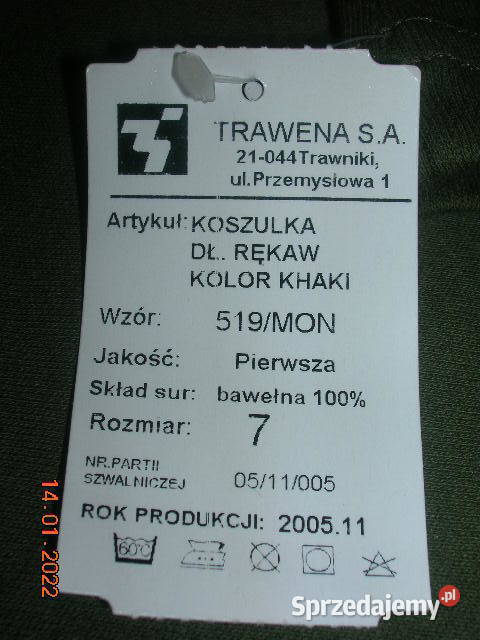 TRAWENA S.A.
21-044Trawniki,
ul.Przemysłowa 1
Artykuł: KOSZULKA
DŁ. RĘKAW
KOLOR KHAKI
Wzór: 519/MON
Jakość: Pierwsza
Skład sur: bawełna 100%
Rozmiar: 7
NR.PARTII
SZWALNICZEJ 05/11/005
ROK PRODUKCJI: 2005.11
60°C
14.01.2022
Sprzedajemy.pl